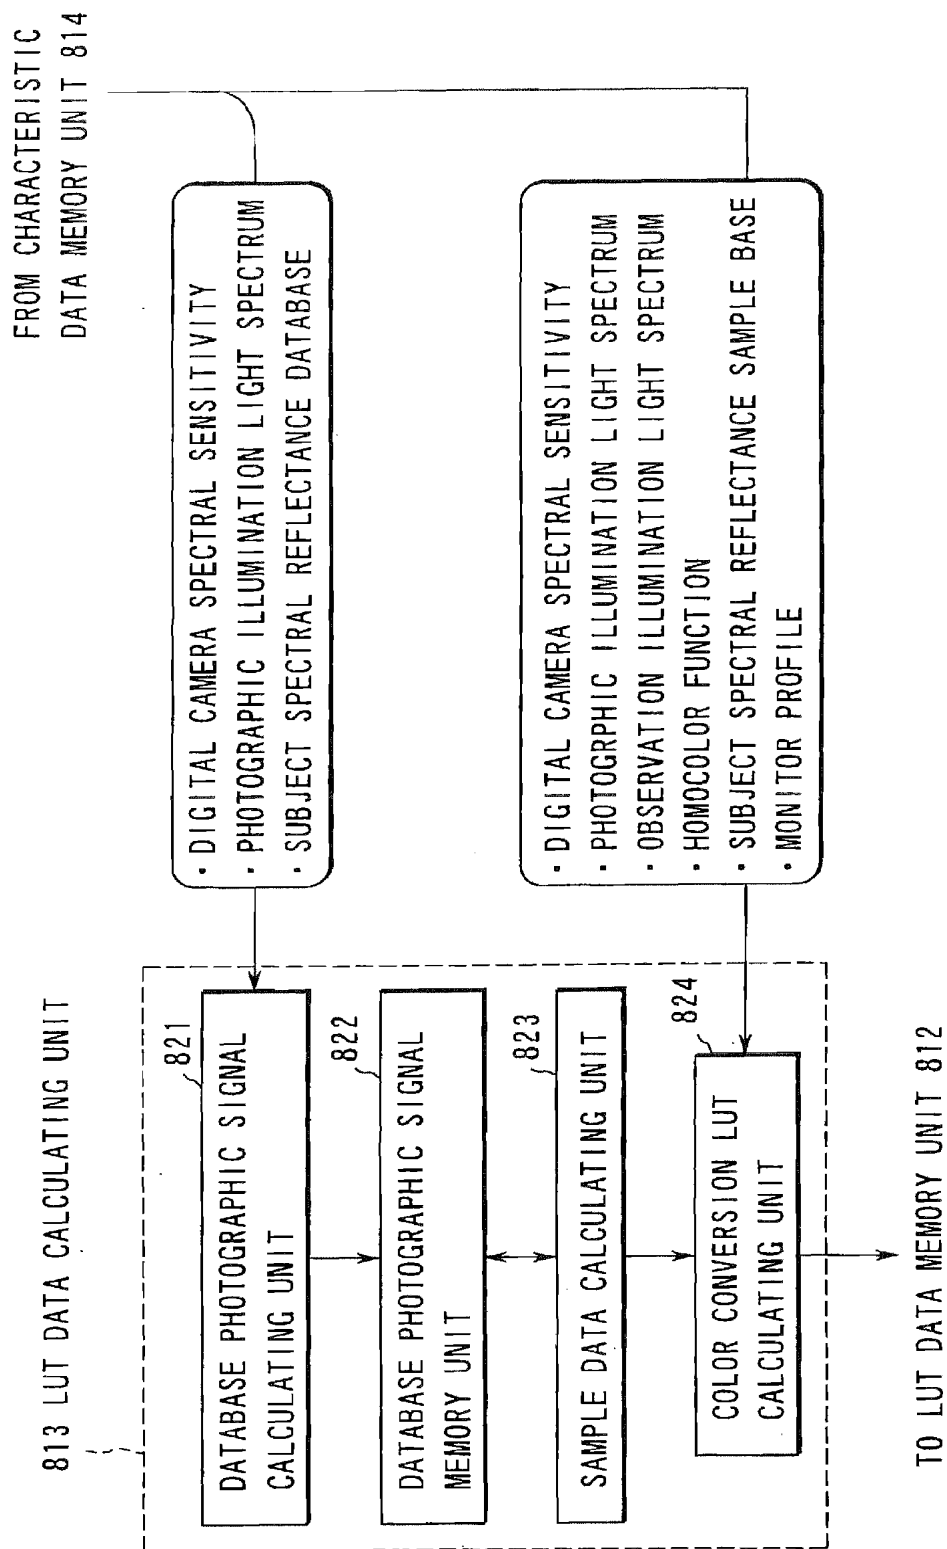 FROM CHARACTERISTIC
DATA MEMORY UNIT 814
• DIGITAL CAMERA SPECTRAL SENSITIVITY
• PHOTOGRAPHIC ILLUMINATION LIGHT SPECTRUM
• SUBJECT SPECTRAL REFLECTANCE DATABASE
• DIGITAL CAMERA SPECTRAL SENSITIVITY
• PHOTOGRPHIC ILLUMINATION LIGHT SPECTRUM
• OBSERVATION ILLUMINATION LIGHT SPECTRUM
• HOMOCOLOR FUNCTION
• SUBJECT SPECTRAL REFLECTANCE SAMPLE BASE
• MONITOR PROFILE
813 LUT DATA CALCULATING UNIT
821
DATABASE PHOTOGRAPHIC SIGNAL
CALCULATING UNIT
822
DATABASE PHOTOGRAPHIC SIGNAL
MEMORY UNIT
823
SAMPLE DATA CALCULATING UNIT
824
COLOR CONVERSION LUT
CALCULATING UNIT
TO LUT DATA MEMORY UNIT 812